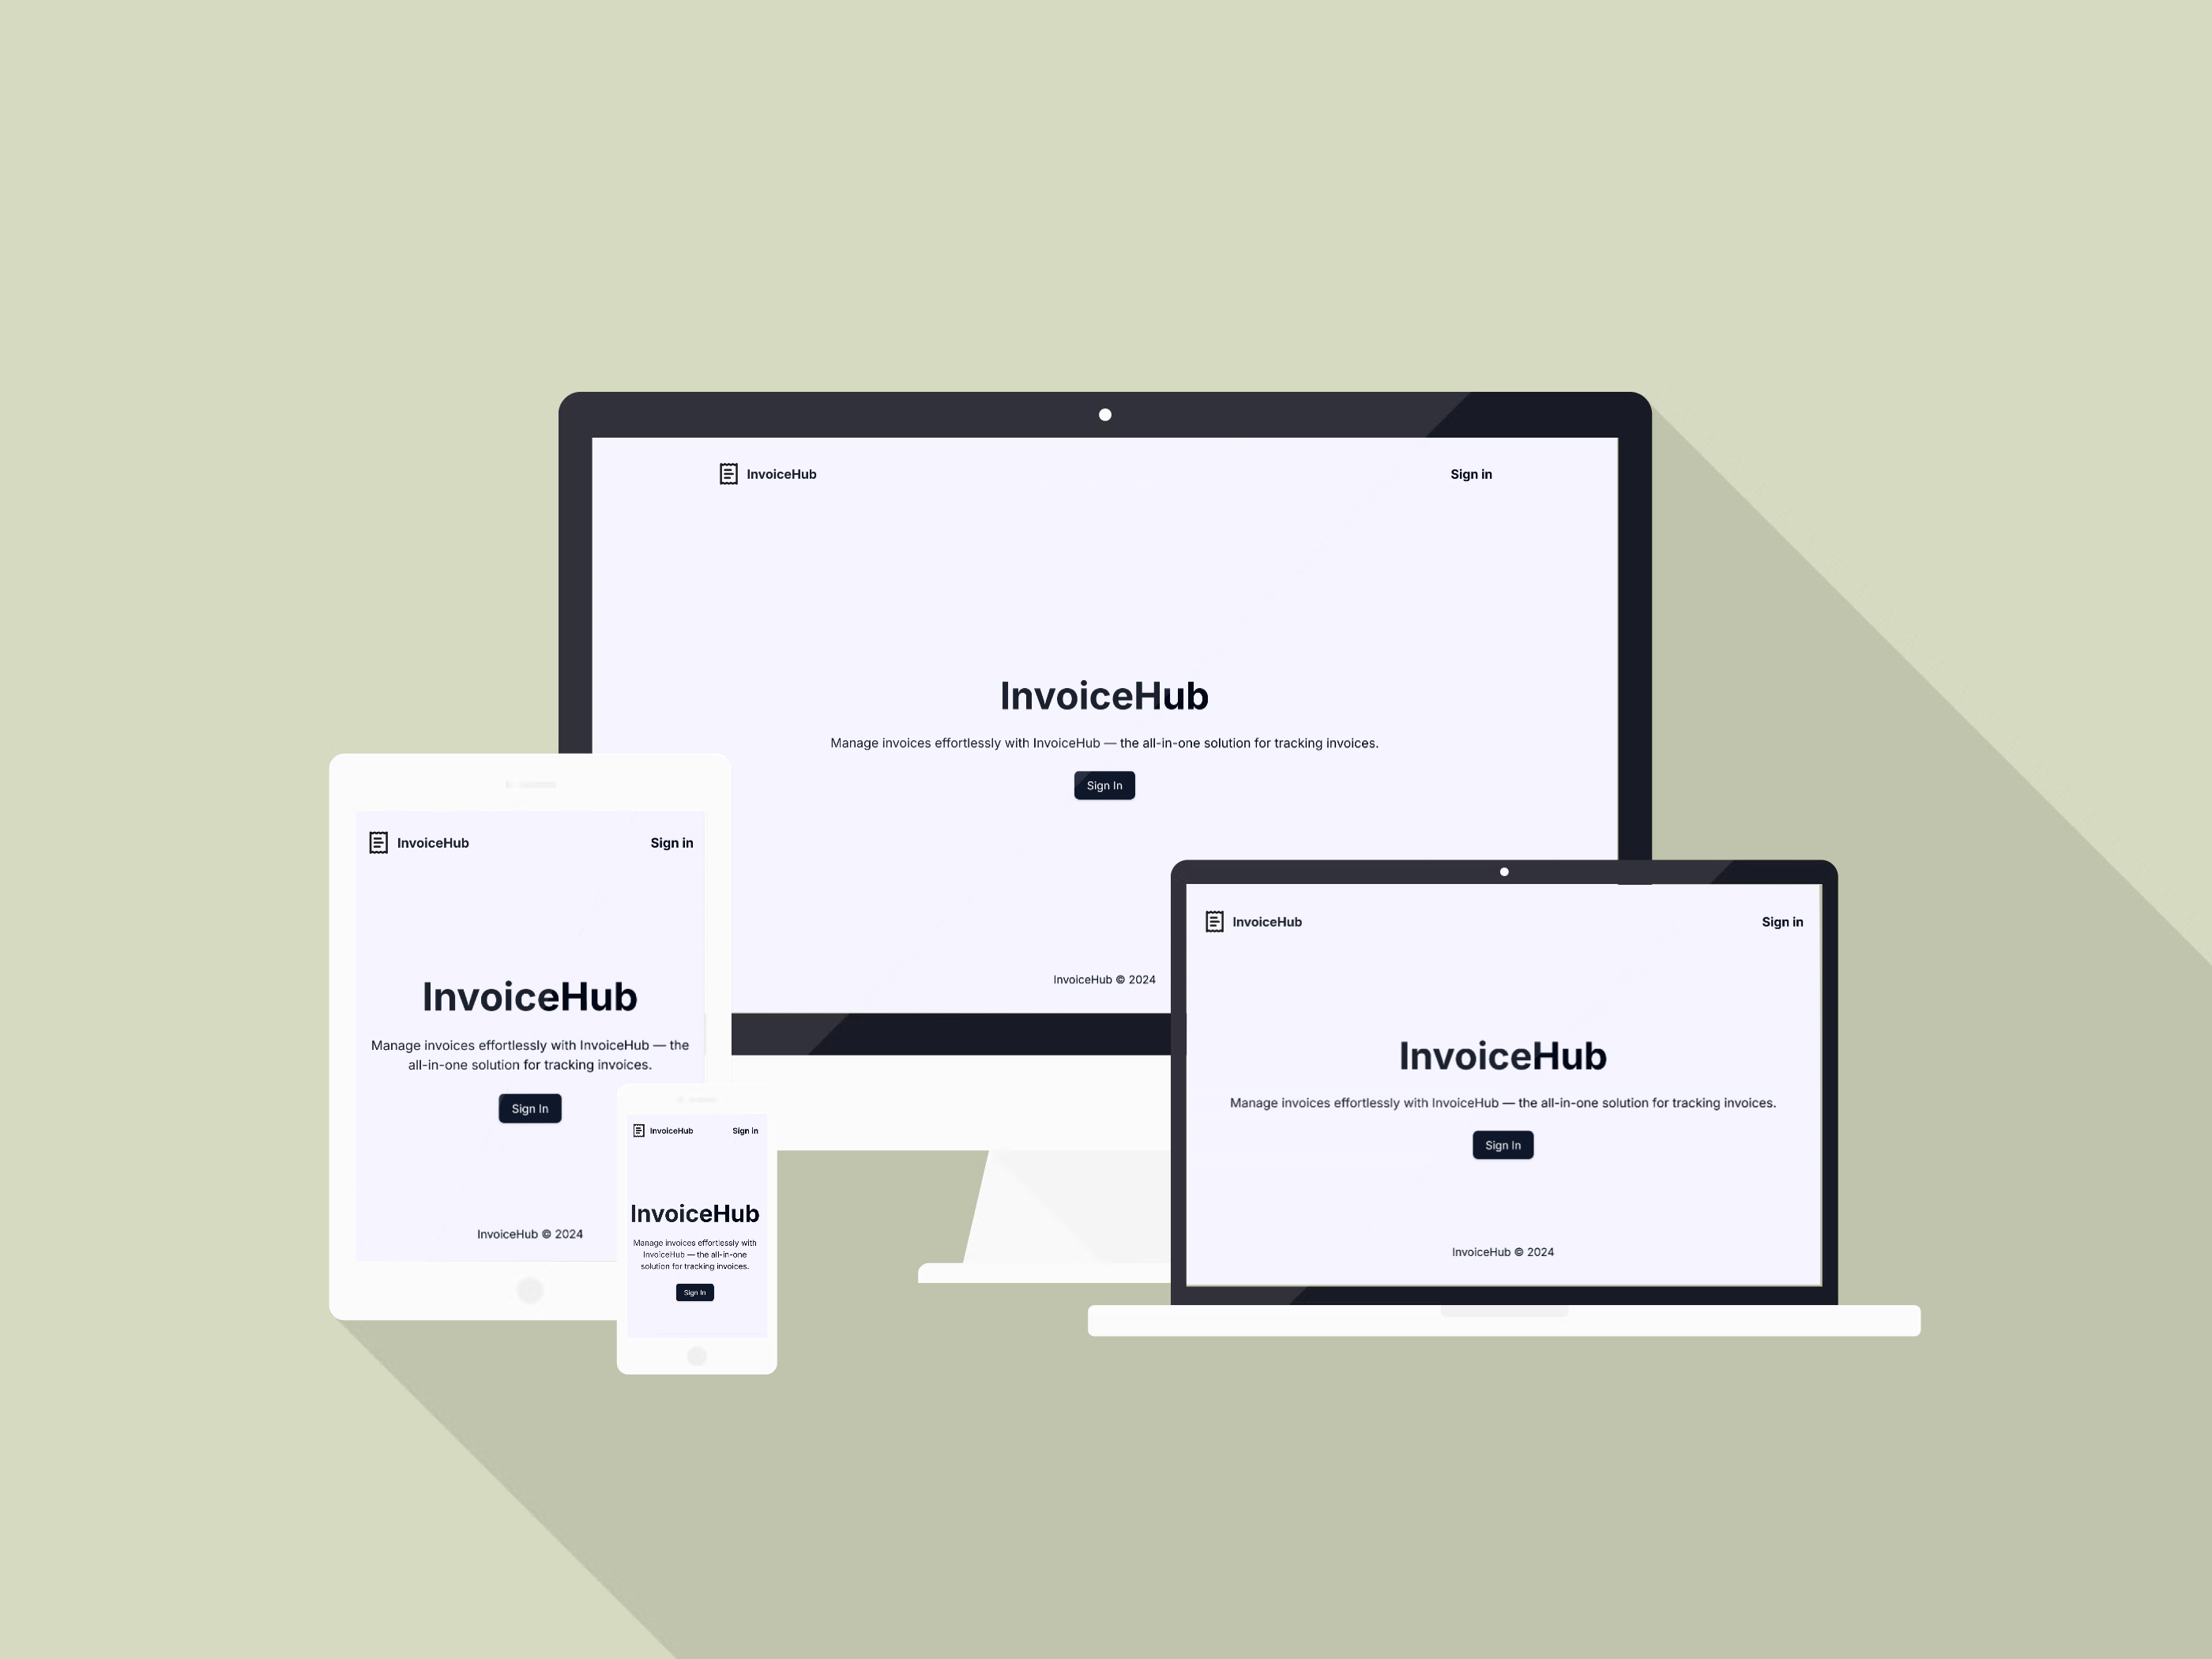 InvoiceHub
Sign in
InvoiceHub
Manage invoices effortlessly with InvoiceHub — the all-in-one solution for tracking invoices.
Sign In
InvoiceHub © 2024
InvoiceHub
Sign in
InvoiceHub
Manage invoices effortlessly with InvoiceHub — the
all-in-one solution for tracking invoices.
Sign In
InvoiceHub © 2024
InvoiceHub
Sign in
InvoiceHub
Manage invoices effortlessly with
InvoiceHub — the all-in-one
solution for tracking invoices.
Sign In
InvoiceHub
Sign in
InvoiceHub
Manage invoices effortlessly with InvoiceHub — the all-in-one solution for tracking invoices.
Sign In
InvoiceHub © 2024